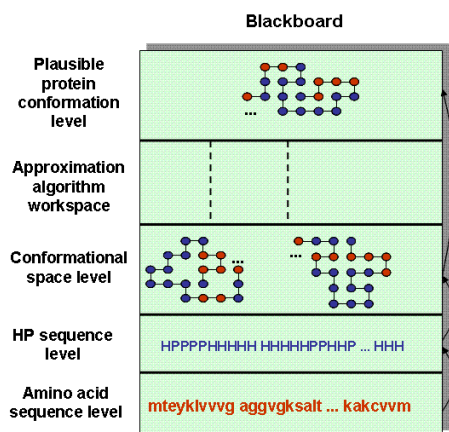 Blackboard
Plausible
protein
conformation
level
...
Approximation
algorithm
workspace
Conformational
space level
...
...
HP sequence
level
HPPPPHHHHH HHHHHPPHHP ... HHH
Amino acid
sequence level
mteyklvvvg aggvgksalt ... kakcvvm